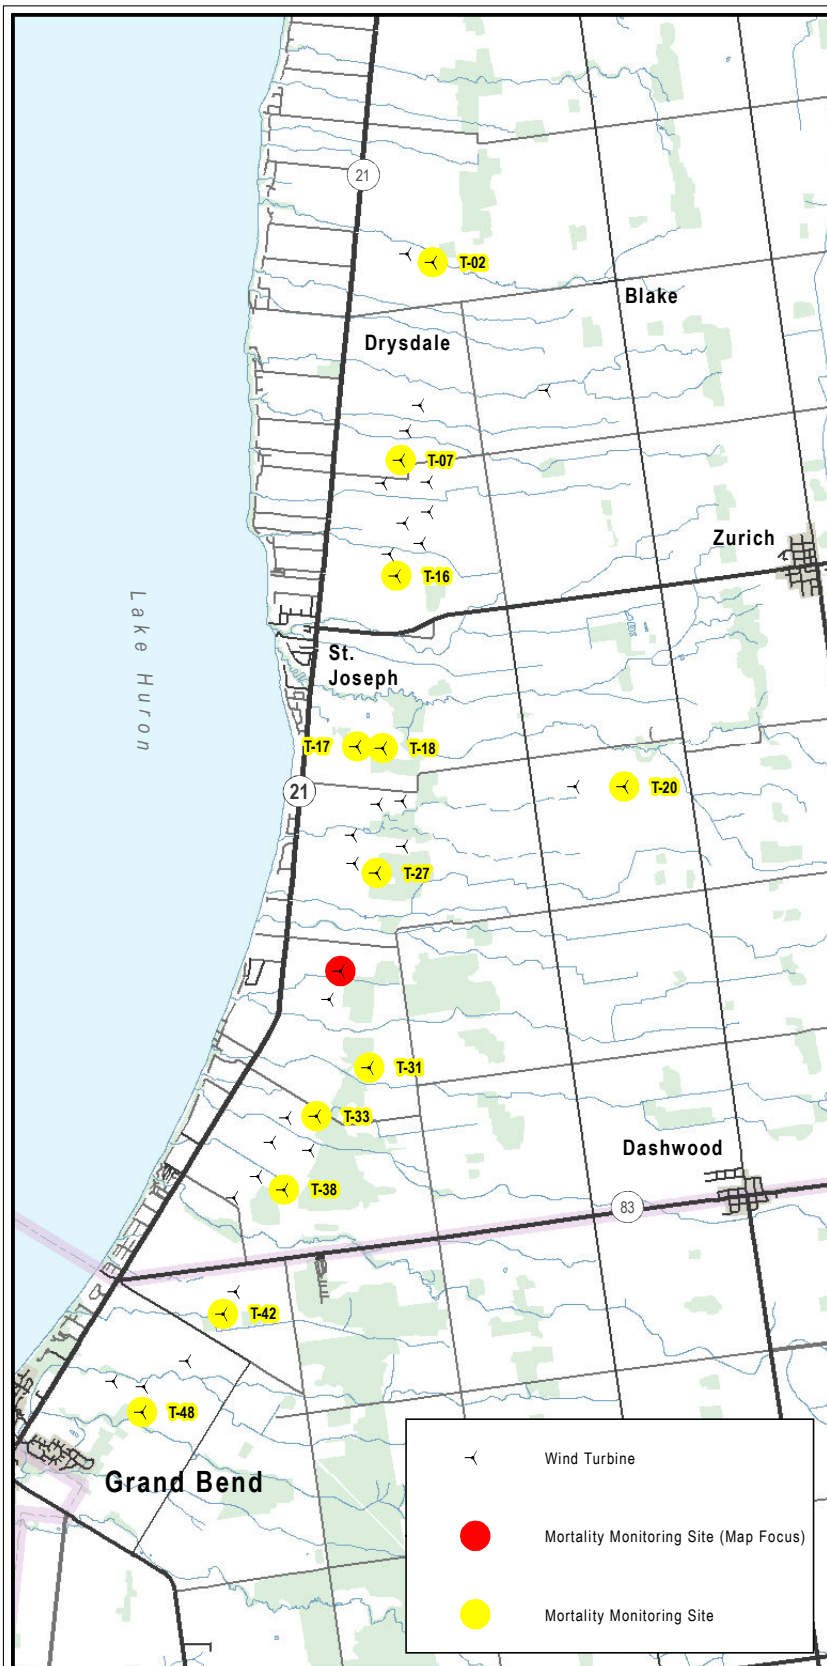 21
T-02
Blake
Drysdale
T-07
Zurich
T-16
Lake Huron
St.
Joseph
T-17
T-18
21
T-20
T-27
T-31
T-33
Dashwood
T-38
83
T-42
T-48
Grand Bend
Wind Turbine
Mortality Monitoring Site (Map Focus)
Mortality Monitoring Site